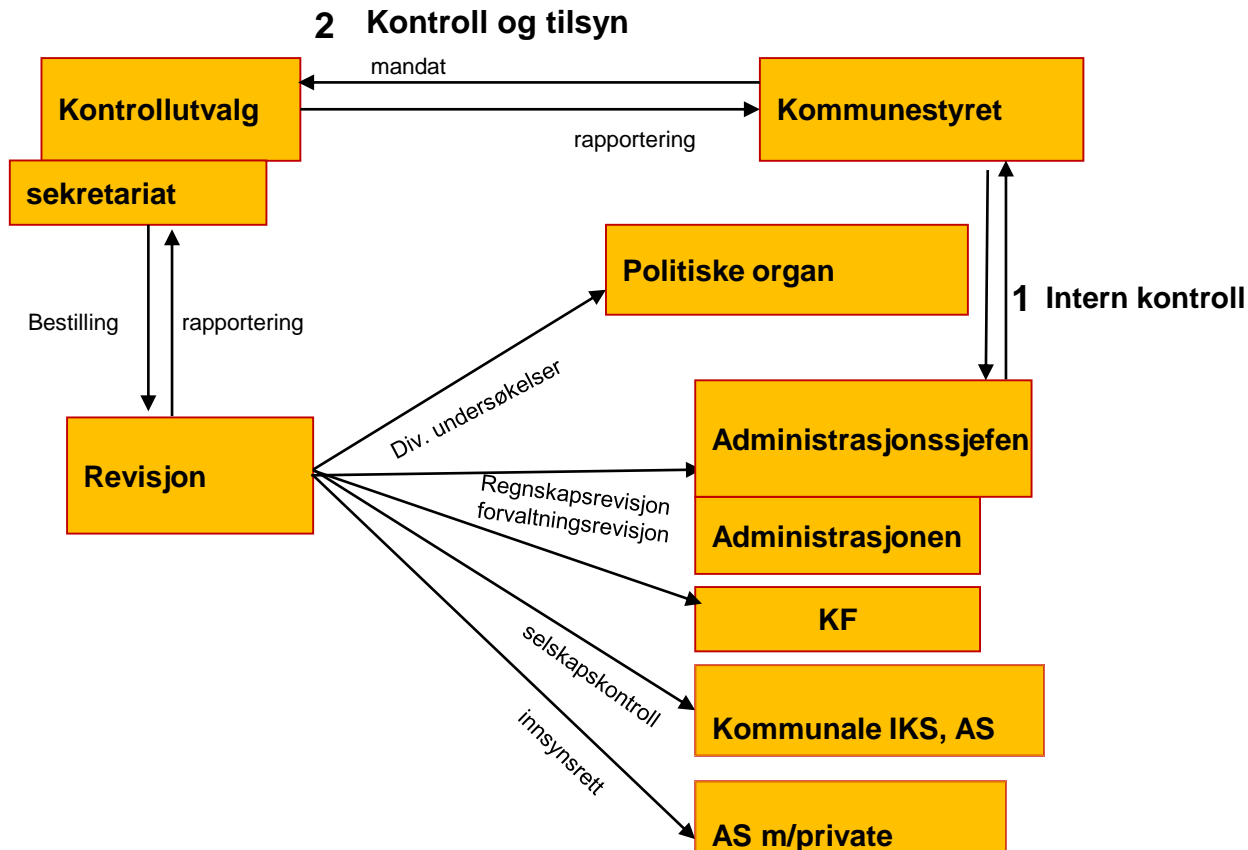 2 Kontroll og tilsyn
mandat
Kontrollutvalg
Kommunestyret
rapportering
sekretariat
Politiske organ
1 Intern kontroll
Bestilling
rapportering
Div. undersøkelser
Administrasjonssjefen
Revisjon
Regnskapsrevisjon
forvaltningsrevisjon
Administrasjonen
KF
selskapskontroll
Kommunale IKS, AS
innsynsrett
AS m/private